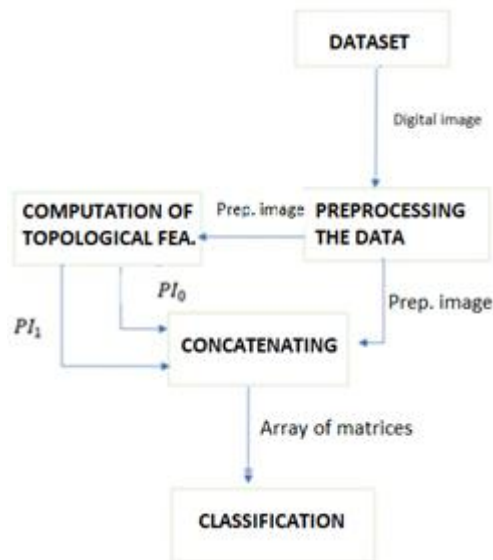 DATASET
Digital image
COMPUTATION OF
TOPOLOGICAL FEA.
Prep. image
PREPROCESSING
THE DATA
PI₀
Prep. image
PI₁
CONCATENATING
Array of matrices
CLASSIFICATION